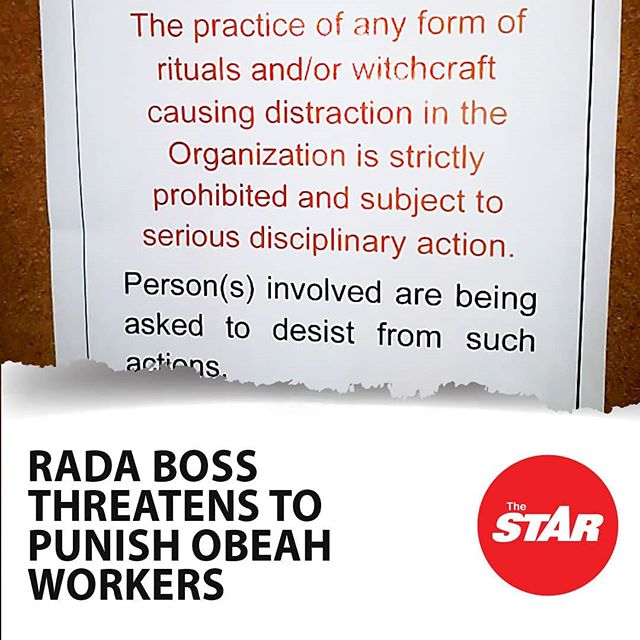 The practice of any form of
rituals and/or witchcraft
causing distraction in the
Organization is strictly
prohibited and subject to
serious disciplinary action.
Person(s) involved are being
asked to desist from such
actions.
RADA BOSS
THREATENS TO
PUNISH OBEAH
WORKERS
The
STAR